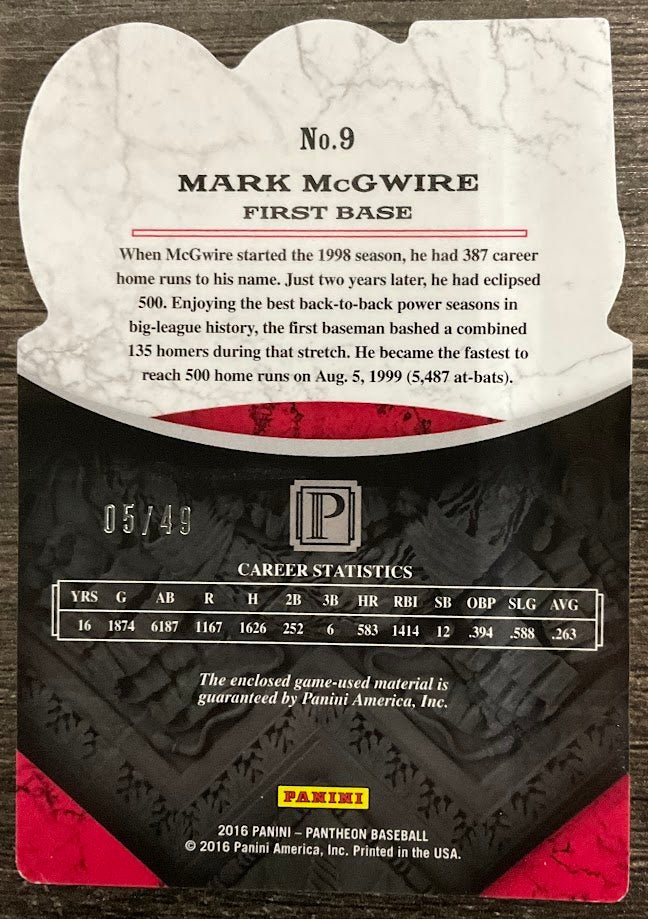 No.9
MARK McGWIRE
FIRST BASE
When McGwire started the 1998 season, he had 387 career
home runs to his name. Just two years later, he had eclipsed
500. Enjoying the best back-to-back power seasons in
big-league history, the first baseman bashed a combined
135 homers during that stretch. He became the fastest to
reach 500 home runs on Aug. 5, 1999 (5,487 at-bats).
05/49
P
CAREER STATISTICS
YRS G AB R H 2B 3B HR RBI SB OBP SLG AVG
16 1874 6187 1167 1626 252 6 583 1414 12 .394 .588 .263
The enclosed game-used material is
guaranteed by Panini America, Inc.
PANINI
2016 PANINI – PANTHEON BASEBALL
© 2016 Panini America, Inc. Printed in the USA.